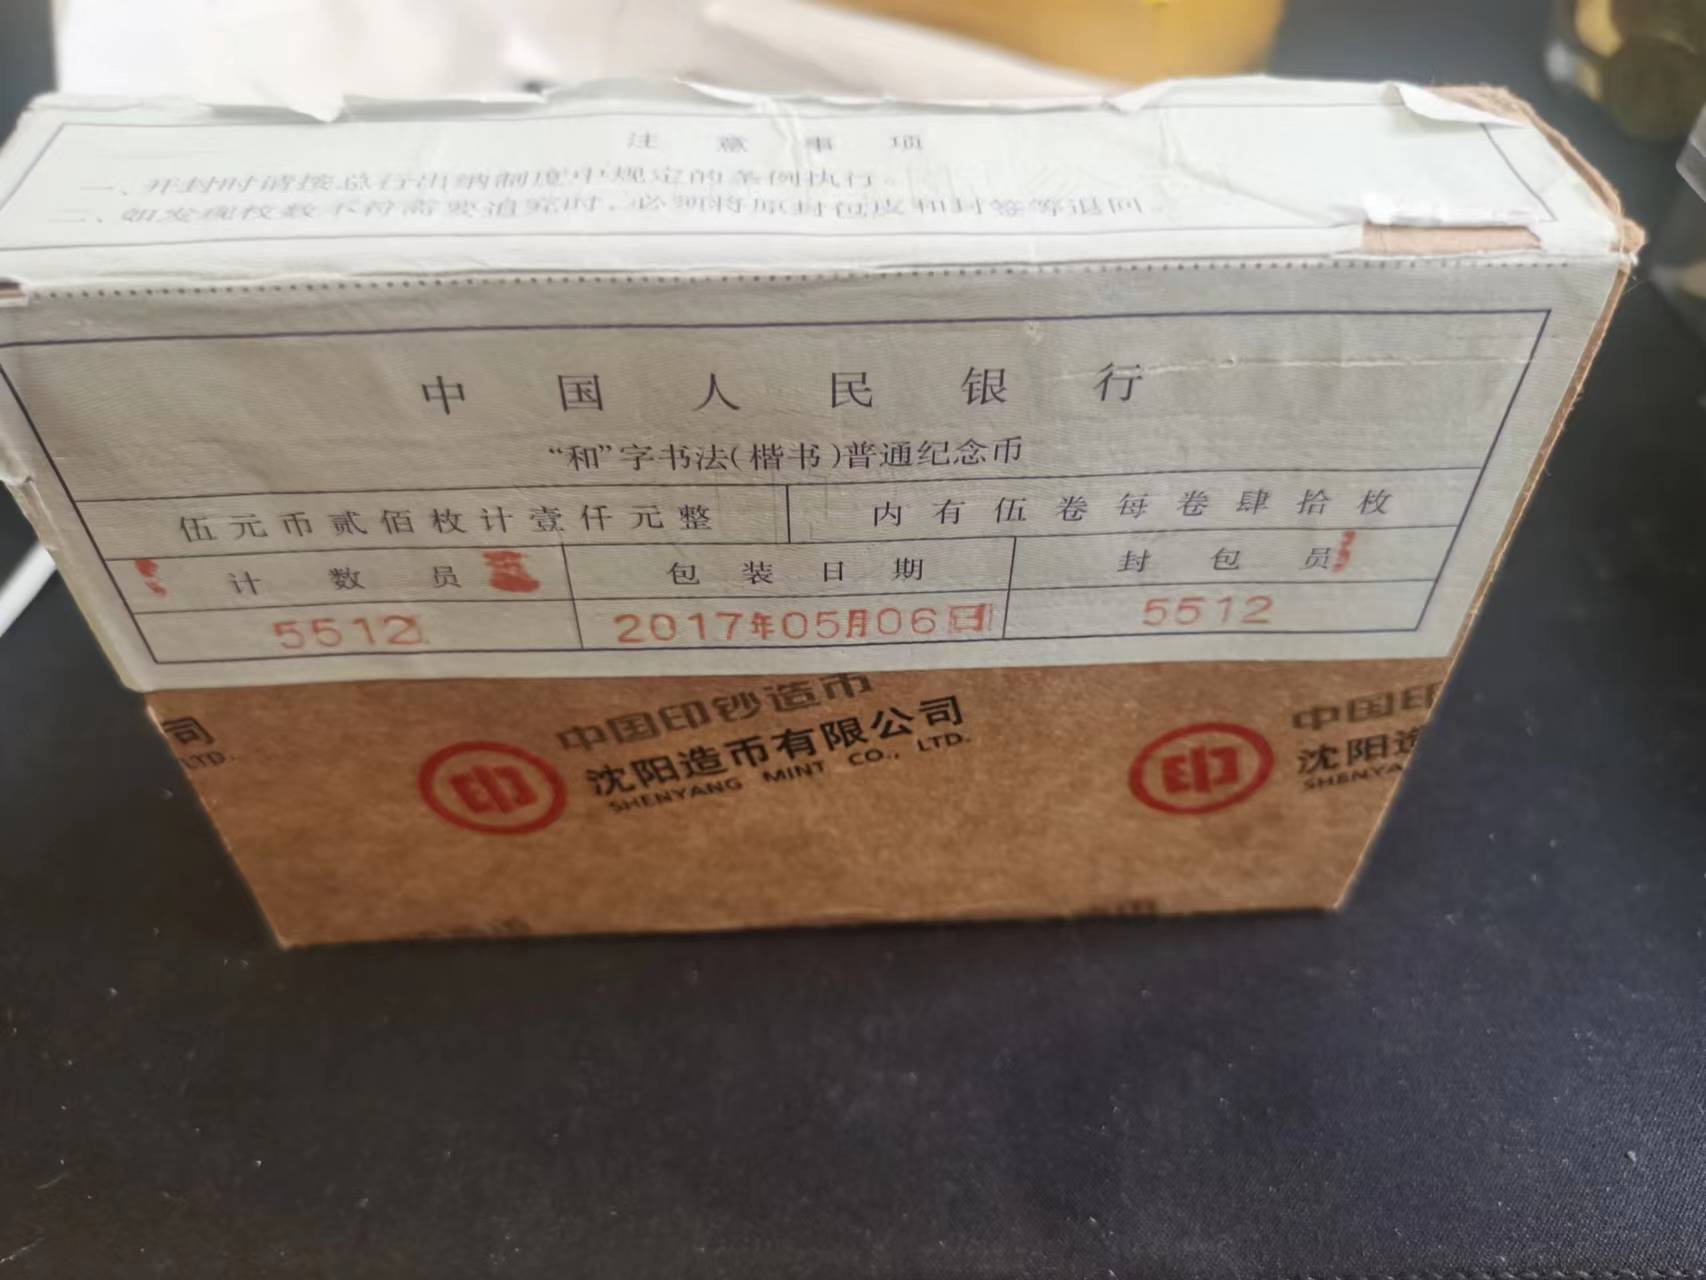 注意事项
一、开封时请按总行出纳制度中规定的条例执行。
二、如发现枚数不符需要追究时，必须将原封包皮和封签等退回。
中国人民银行
“和”字书法(楷书)普通纪念币
伍元币贰佰枚计壹仟元整
内有伍卷每卷肆拾枚
计数员
包装日期
封包员
5512
2017年05月06日
5512
司
LTD.
中国印钞造币
沈阳造币有限公司
SHENYANG MINT CO., LTD.
中国印
沈阳造
SHENYA